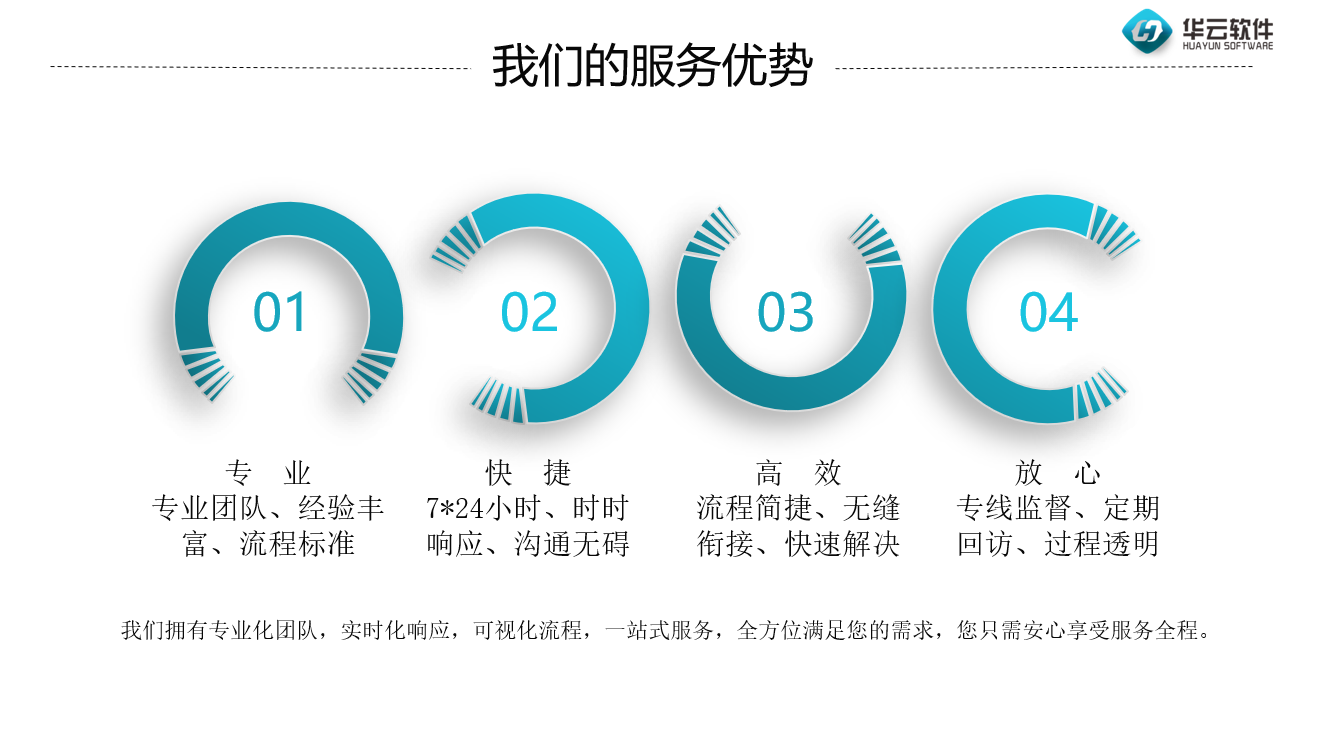 华云软件
HUAYUN SOFTWARE
我们的服务优势
01
02
03
04
专 业
专业团队、经验丰
富、流程标准
快 捷
7*24小时、时时
响应、沟通无碍
高 效
流程简捷、无缝
衔接、快速解决
放 心
专线监督、定期
回访、过程透明
我们拥有专业化团队，实时化响应，可视化流程，一站式服务，全方位满足您的需求，您只需安心享受服务全程。